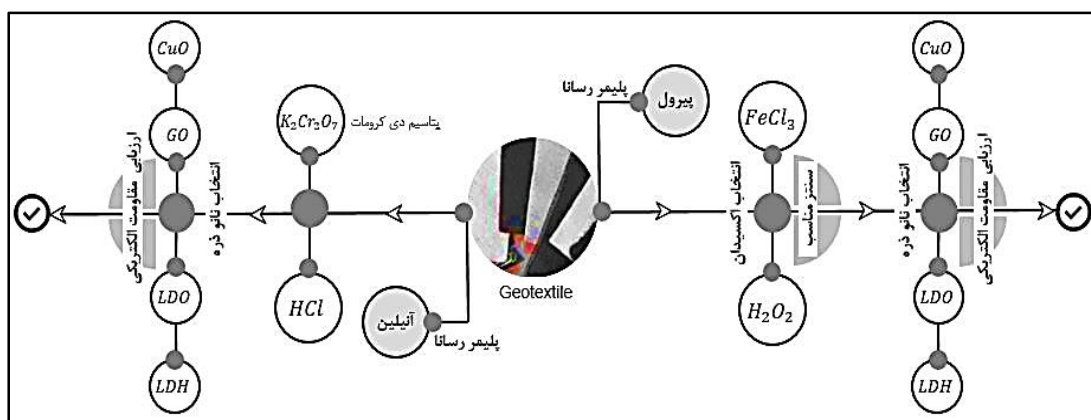 CuO
GO
ارزیابی مقاومت الکتریکی
انتخاب نانو ذره
LDO
LDH
K₂Cr₂O₇
پتاسیم دی کرومات
HCl
آنیلین
پلیمر رسانا
Geotextile
پلیمر رسانا
پیرول
FeCl₃
انتخاب اکسیدان
سنتز مناسب
H₂O₂
CuO
GO
انتخاب نانو ذره
ارزیابی مقاومت الکتریکی
LDO
LDH